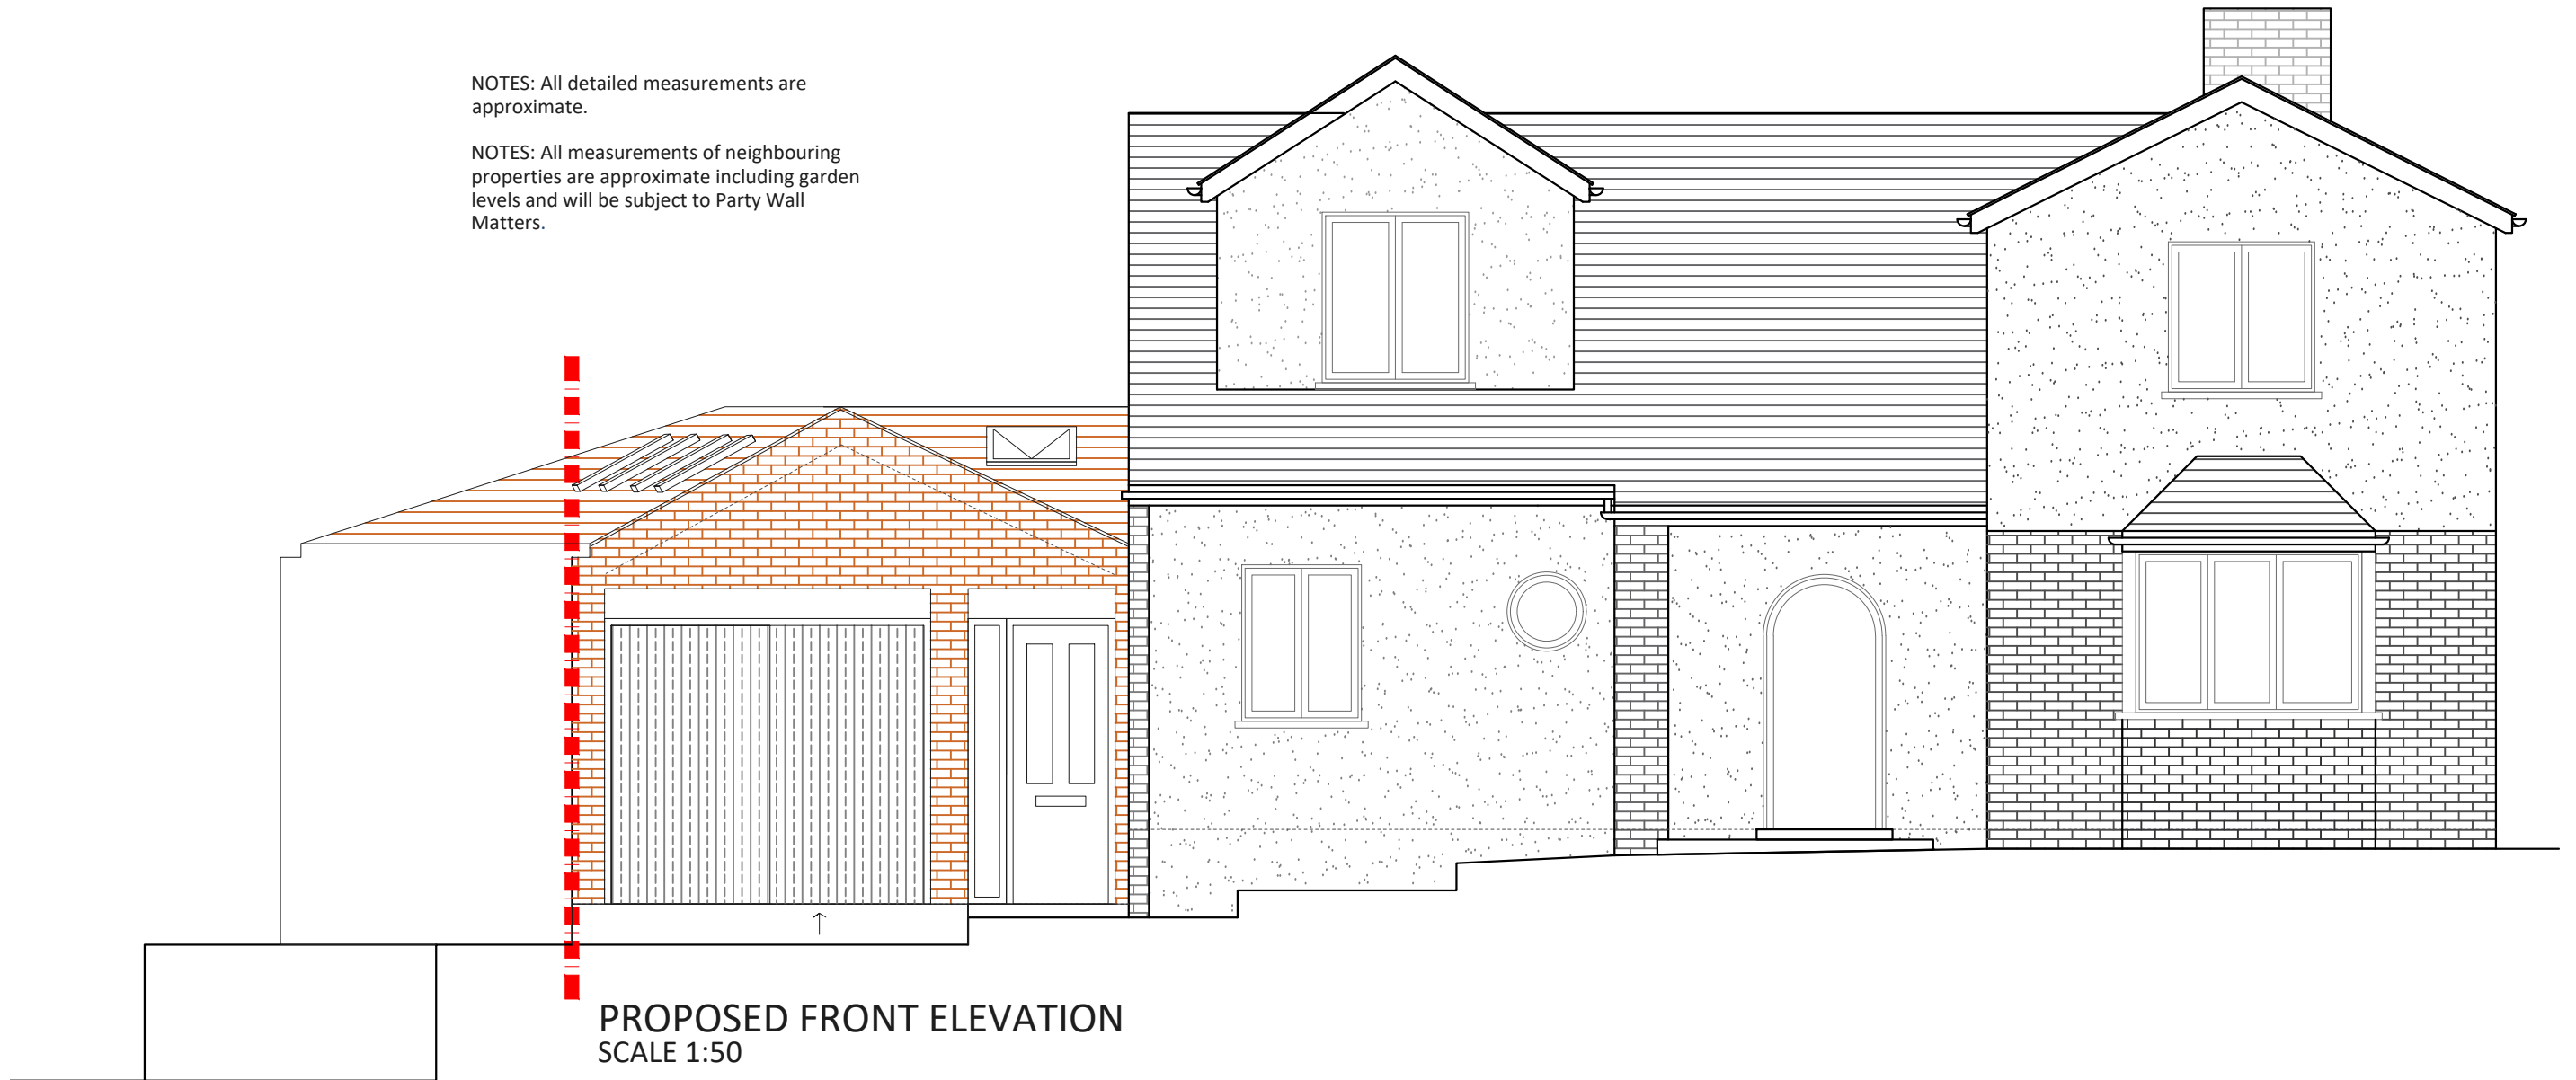 NOTES: All detailed measurements are
approximate.
NOTES: All measurements of neighbouring
properties are approximate including garden
levels and will be subject to Party Wall
Matters.
PROPOSED FRONT ELEVATION
SCALE 1:50